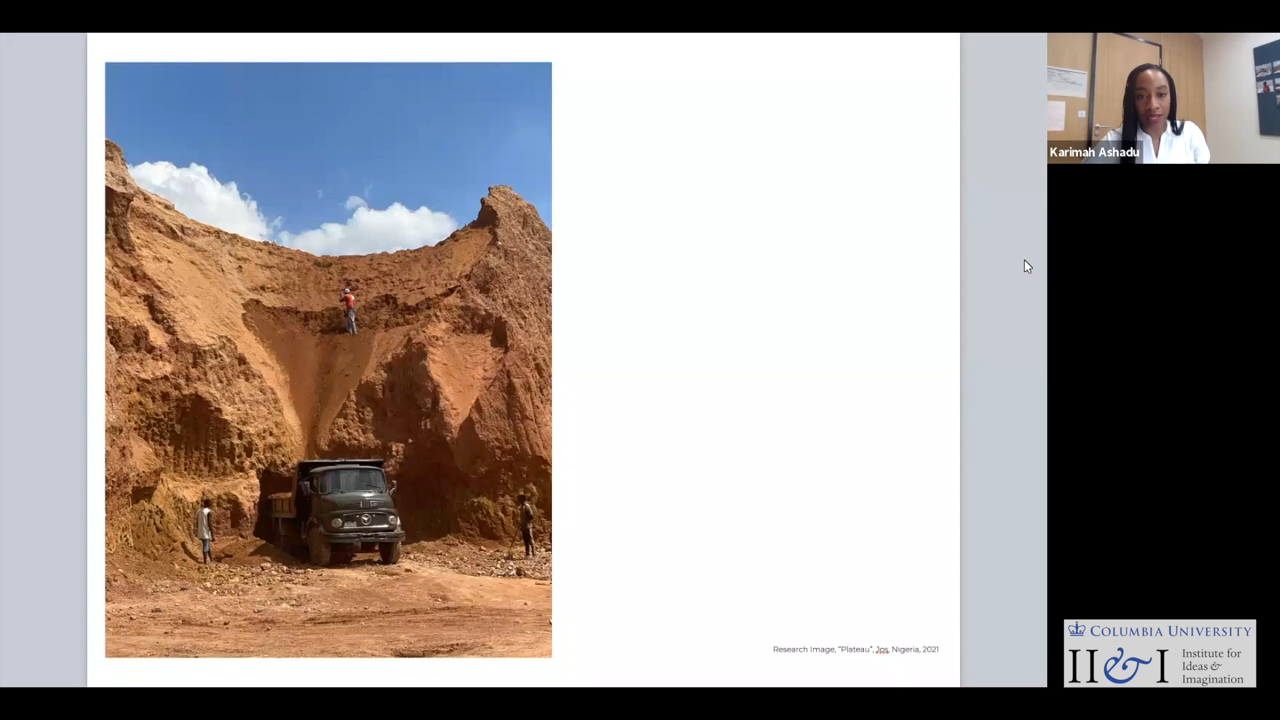 Karimah Ashadu
Research Image, "Plateau", Jos, Nigeria, 2021
COLUMBIA UNIVERSITY
II&I
Institute for
Ideas &
Imagination